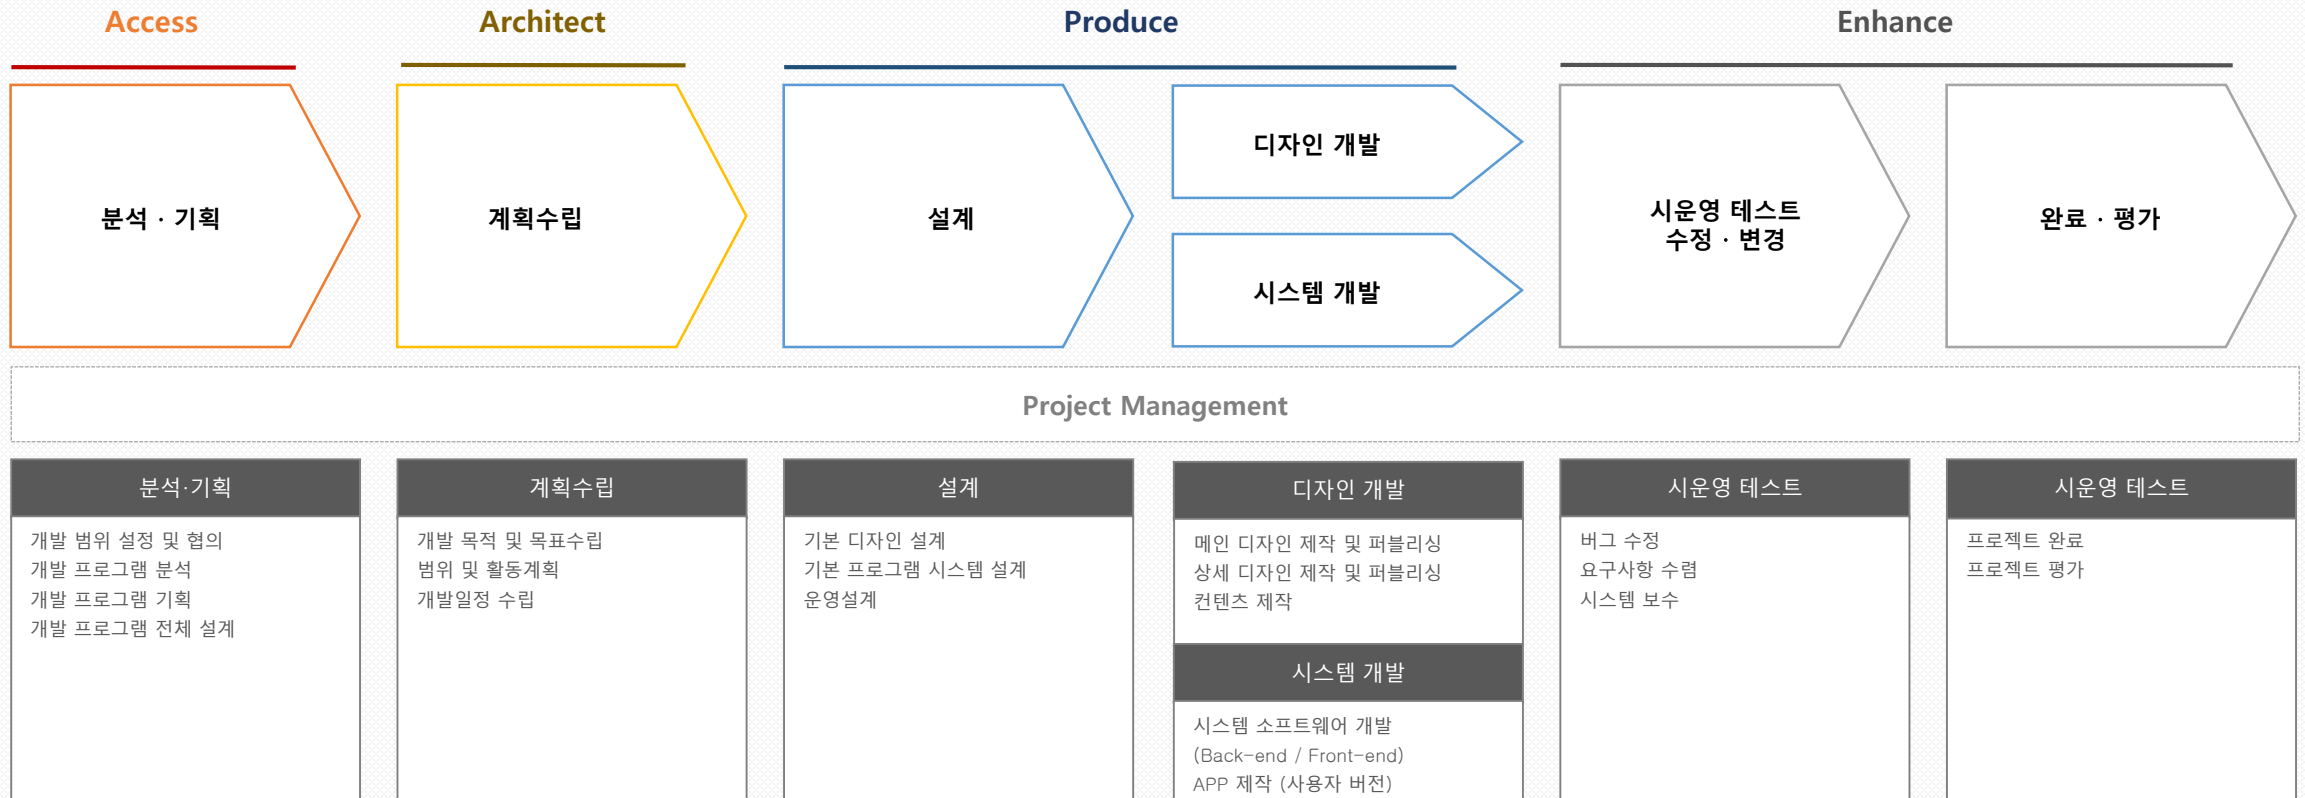 Access
Architect
Produce
Enhance
분석 · 기획
계획수립
설계
디자인 개발
시스템 개발
시운영 테스트
수정 · 변경
완료 · 평가
Project Management
분석·기획
개발 범위 설정 및 협의
개발 프로그램 분석
개발 프로그램 기획
개발 프로그램 전체 설계
계획수립
개발 목적 및 목표수립
범위 및 활동계획
개발일정 수립
설계
기본 디자인 설계
기본 프로그램 시스템 설계
운영설계
디자인 개발
메인 디자인 제작 및 퍼블리싱
상세 디자인 제작 및 퍼블리싱
컨텐츠 제작
시스템 개발
시스템 소프트웨어 개발
(Back-end / Front-end)
APP 제작 (사용자 버전)
시운영 테스트
버그 수정
요구사항 수렴
시스템 보수
시운영 테스트
프로젝트 완료
프로젝트 평가